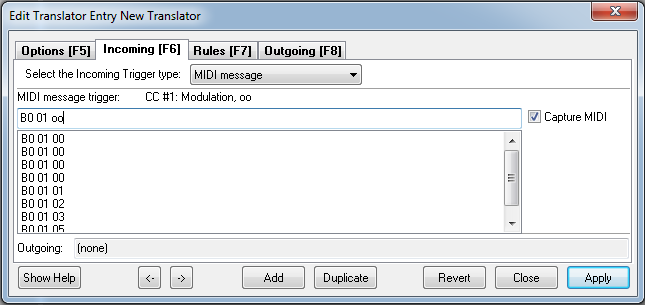 Edit Translator Entry New Translator
Options [F5] Incoming [F6] Rules [F7] Outgoing [F8]
Select the Incoming Trigger type: MIDI message
MIDI message trigger: CC #1: Modulation, oo
B0 01 oo Capture MIDI
B0 01 00
B0 01 00
B0 01 00
B0 01 00
B0 01 01
B0 01 02
B0 01 03
B0 01 05
Outgoing: (none)
Show Help <- -> Add Duplicate Revert Close Apply